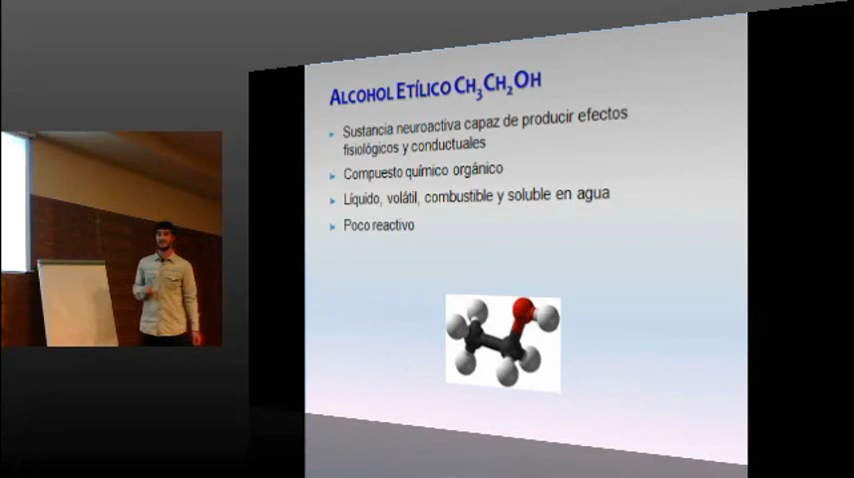 ALCOHOL ETÍLICO CH3CH2OH
Sustancia neuroactiva capaz de producir efectos
fisiológicos y conductuales
Compuesto químico orgánico
Líquido, volátil, combustible y soluble en agua
Poco reactivo